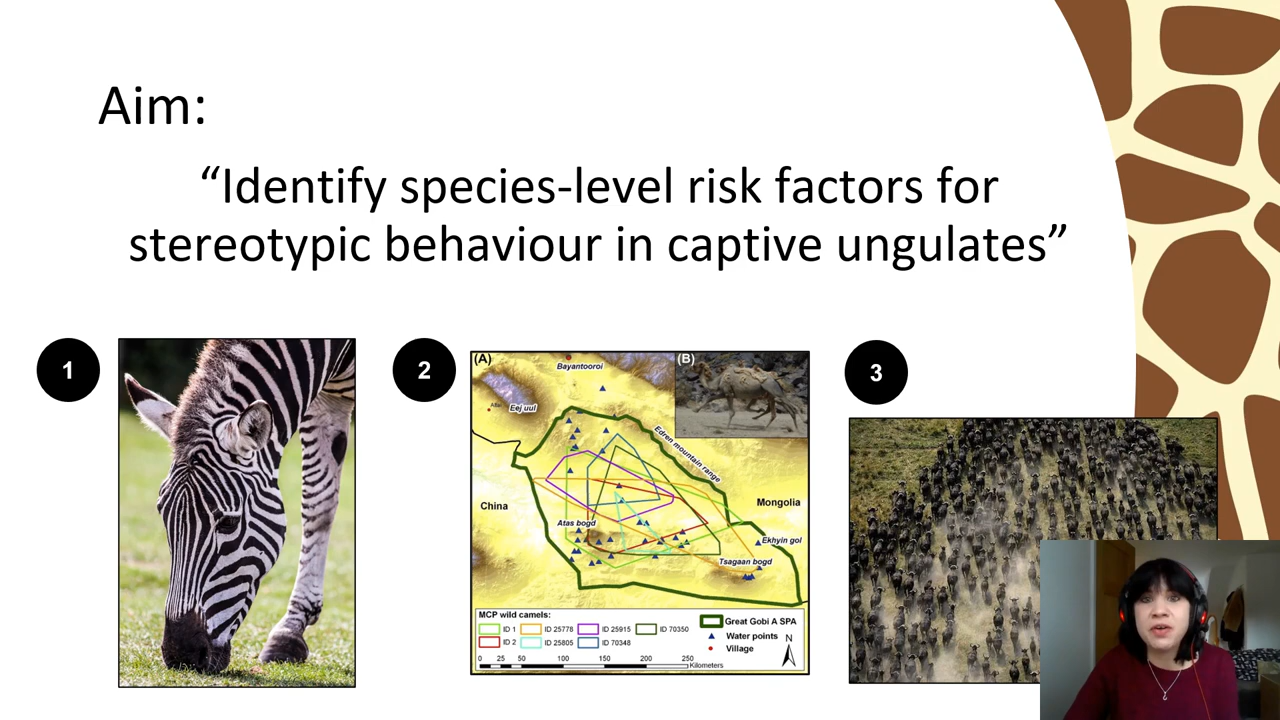 Aim:
“Identify species-level risk factors for
stereotypic behaviour in captive ungulates”
1
2
3
(A)
(B)
Bayantooroi
Altai
Eej uul
Edren mountain range
China
Mongolia
Atas bogd
Ekhyin gol
Tsagaan bogd
MCP wild camels:
ID 1
ID 25778
ID 25915
ID 70350
ID 2
ID 25805
ID 70348
Great Gobi A SPA
Water points
Village
N
0 25 50 100 150 200 250
Kilometers